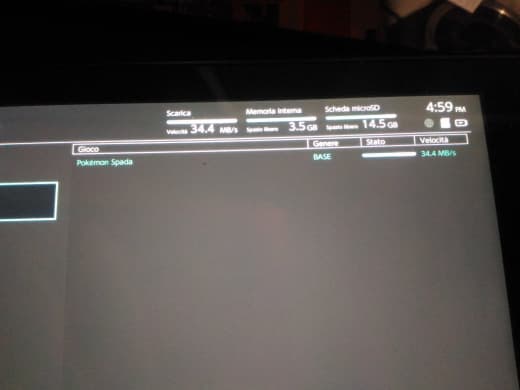 Scarica Memoria Interna Scheda microSD 4:59 PM
Velocità 34.4 MB/s Spazio libero 3.5 GB Spazio libero 14.5 GB
Gioco Genere Stato Velocità
Pokémon Spada BASE 34.4 MB/s